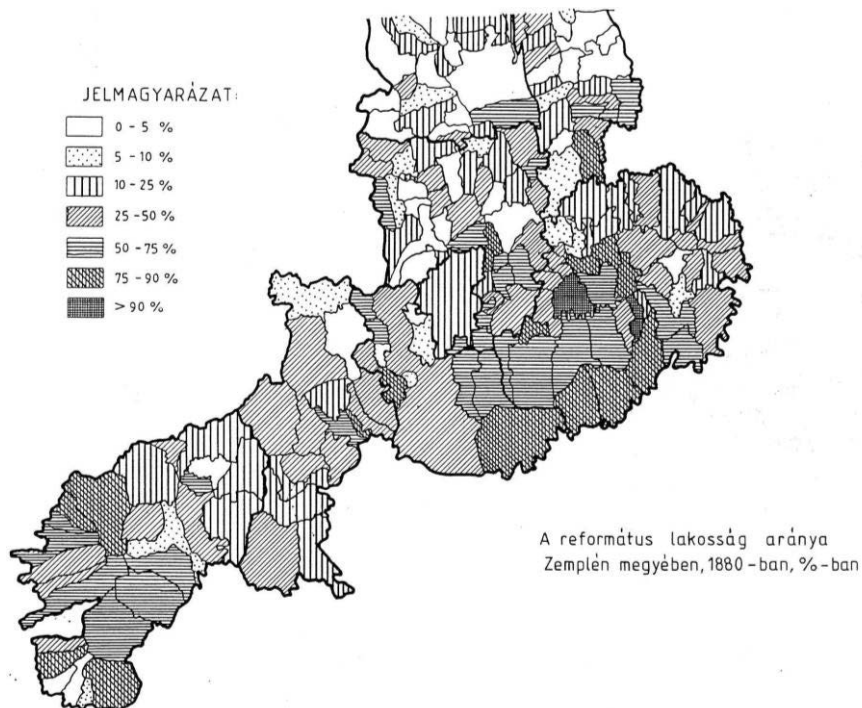 JELMAGYARÁZAT:
0 - 5 %
5 - 10 %
10 - 25 %
25 - 50 %
50 - 75 %
75 - 90 %
> 90 %
A református lakosság aránya
Zemplén megyében, 1880 - ban, % - ban